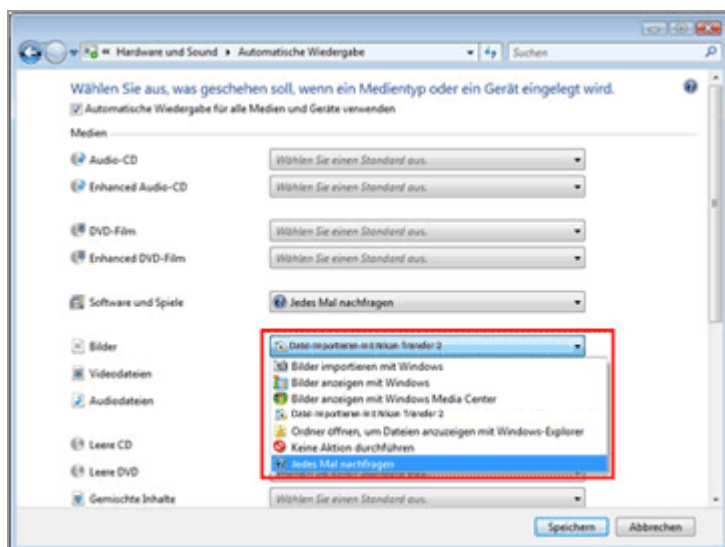 « Hardware und Sound ▸ Automatische Wiedergabe
Suchen
Wählen Sie aus, was geschehen soll, wenn ein Medientyp oder ein Gerät eingelegt wird.
Automatische Wiedergabe für alle Medien und Geräte verwenden
Medien
Audio-CD
Wählen Sie einen Standard aus.
Enhanced Audio-CD
Wählen Sie einen Standard aus.
DVD-Film
Wählen Sie einen Standard aus.
Enhanced DVD-Film
Wählen Sie einen Standard aus.
Software und Spiele
Jedes Mal nachfragen
Bilder
Datei importieren mit Nikon Transfer 2
Bilder importieren mit Windows
Videodateien
Bilder anzeigen mit Windows
Audiodateien
Bilder anzeigen mit Windows Media Center
Datei importieren mit Nikon Transfer 2
Ordner öffnen, um Dateien anzuzeigen mit Windows-Explorer
Leere CD
Keine Aktion durchführen
Jedes Mal nachfragen
Leere DVD
Gemischte Inhalte
Wählen Sie einen Standard aus.
Speichern
Abbrechen